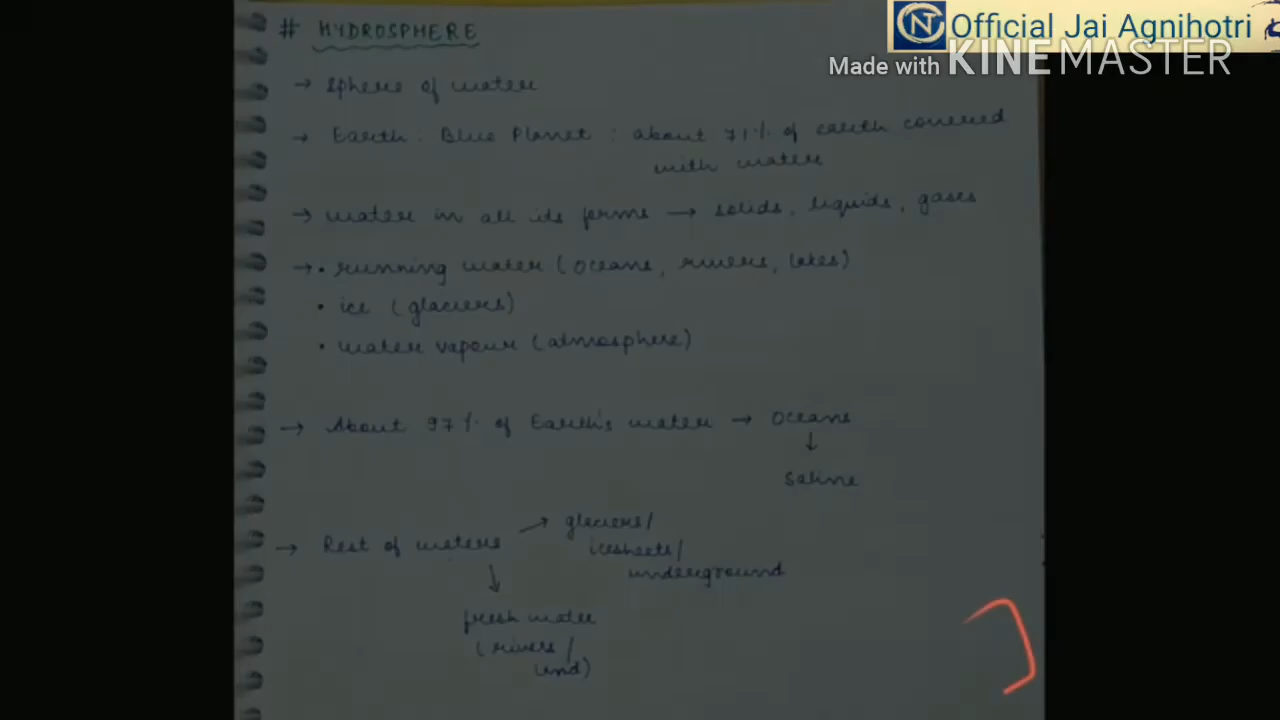 Official Jai Agnihotri
Made with KINEMASTER
# HYDROSPHERE
→ Sphere of water
→ Earth : Blue Planet : about 71% of earth covered
with water
→ water in all its forms → solids, liquids, gases
→ • running water (oceans, rivers, lakes)
• ice (glaciers)
• water vapour (atmosphere)
→ About 97% of Earth's water → Oceans
↓
saline
→ Rest of waters → glaciers/
icesheets/
underground
↓
fresh water
(rivers/
und)